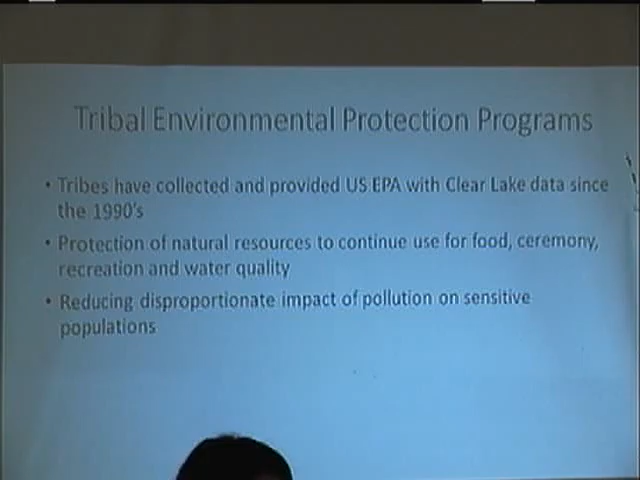 Tribal Environmental Protection Programs
• Tribes have collected and provided US EPA with Clear Lake data since
the 1990's
• Protection of natural resources to continue use for food, ceremony,
recreation and water quality
• Reducing disproportionate impact of pollution on sensitive
populations